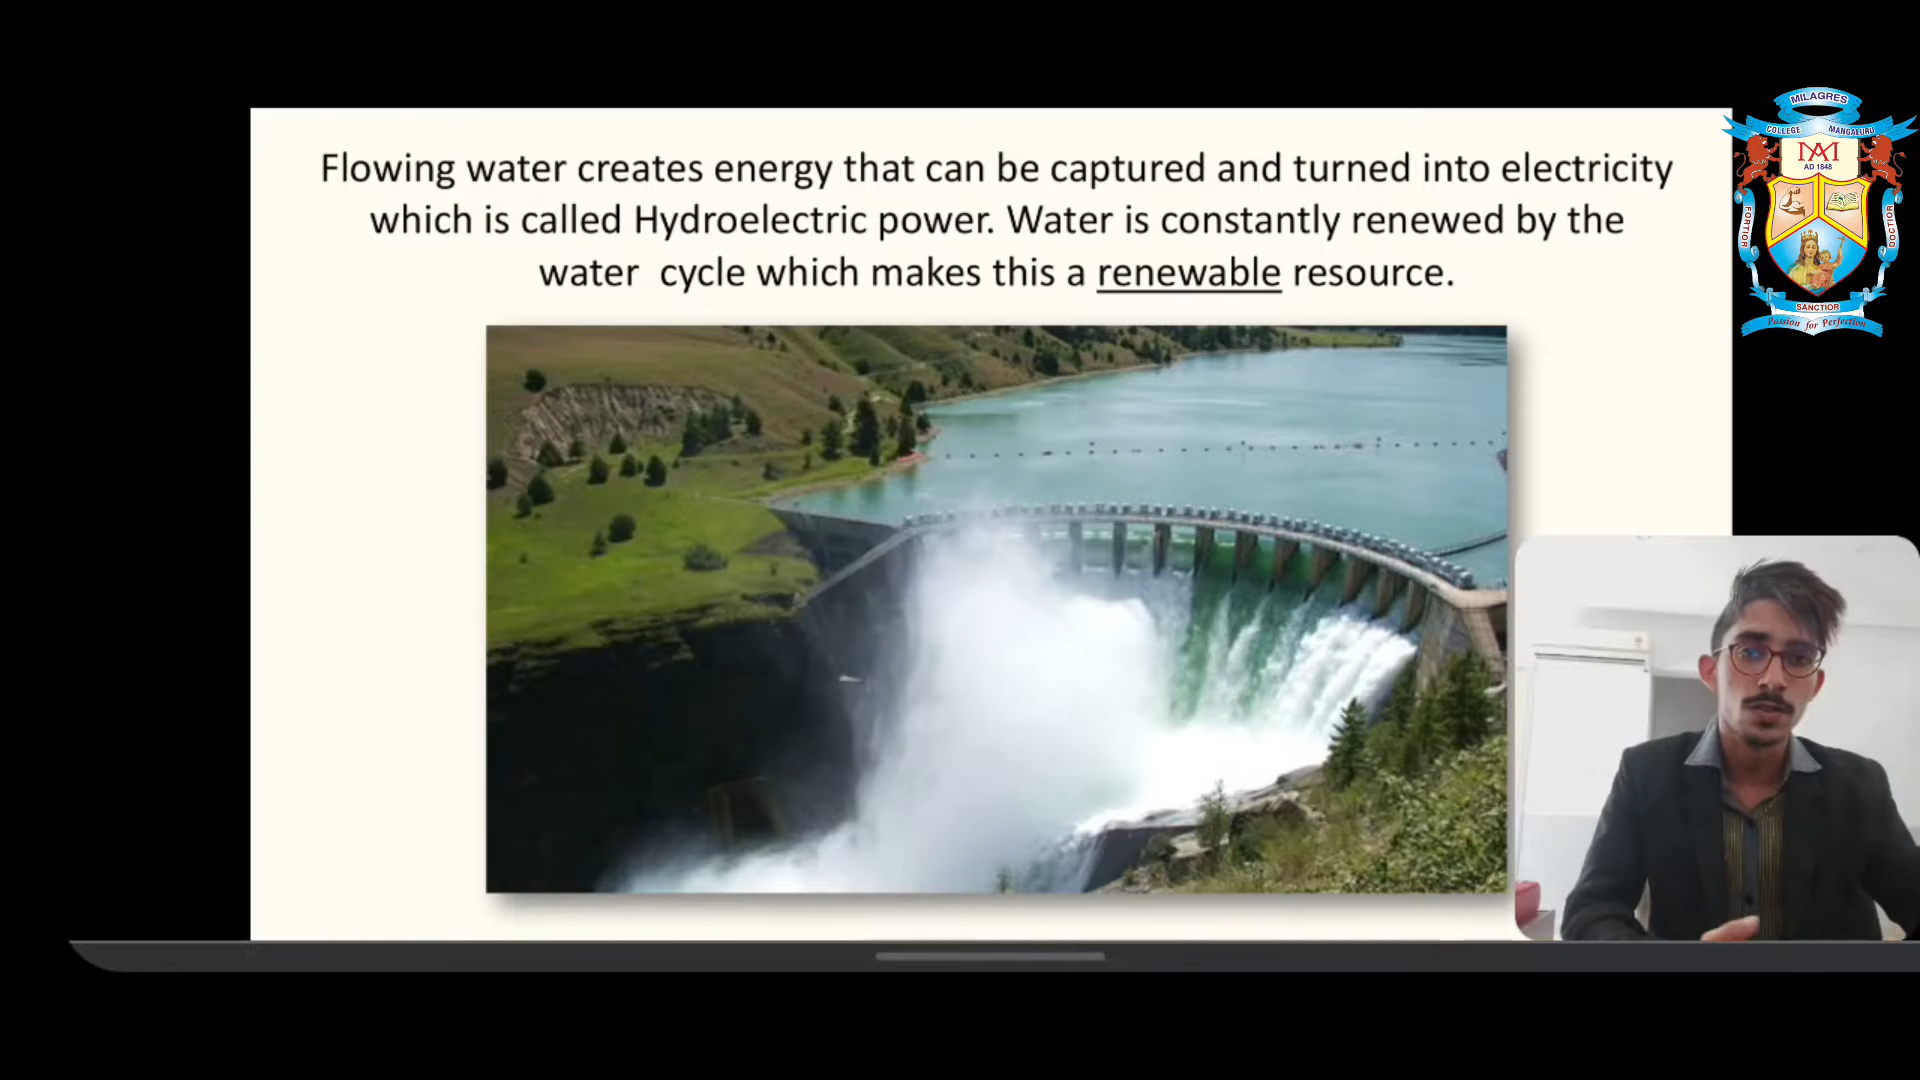 Flowing water creates energy that can be captured and turned into electricity
which is called Hydroelectric power. Water is constantly renewed by the
water cycle which makes this a renewable resource.
MILAGRES
COLLEGE MANGALURU
AD 1848
FORTIOR
DOCTIOR
SANCTIOR
Passion for Perfection